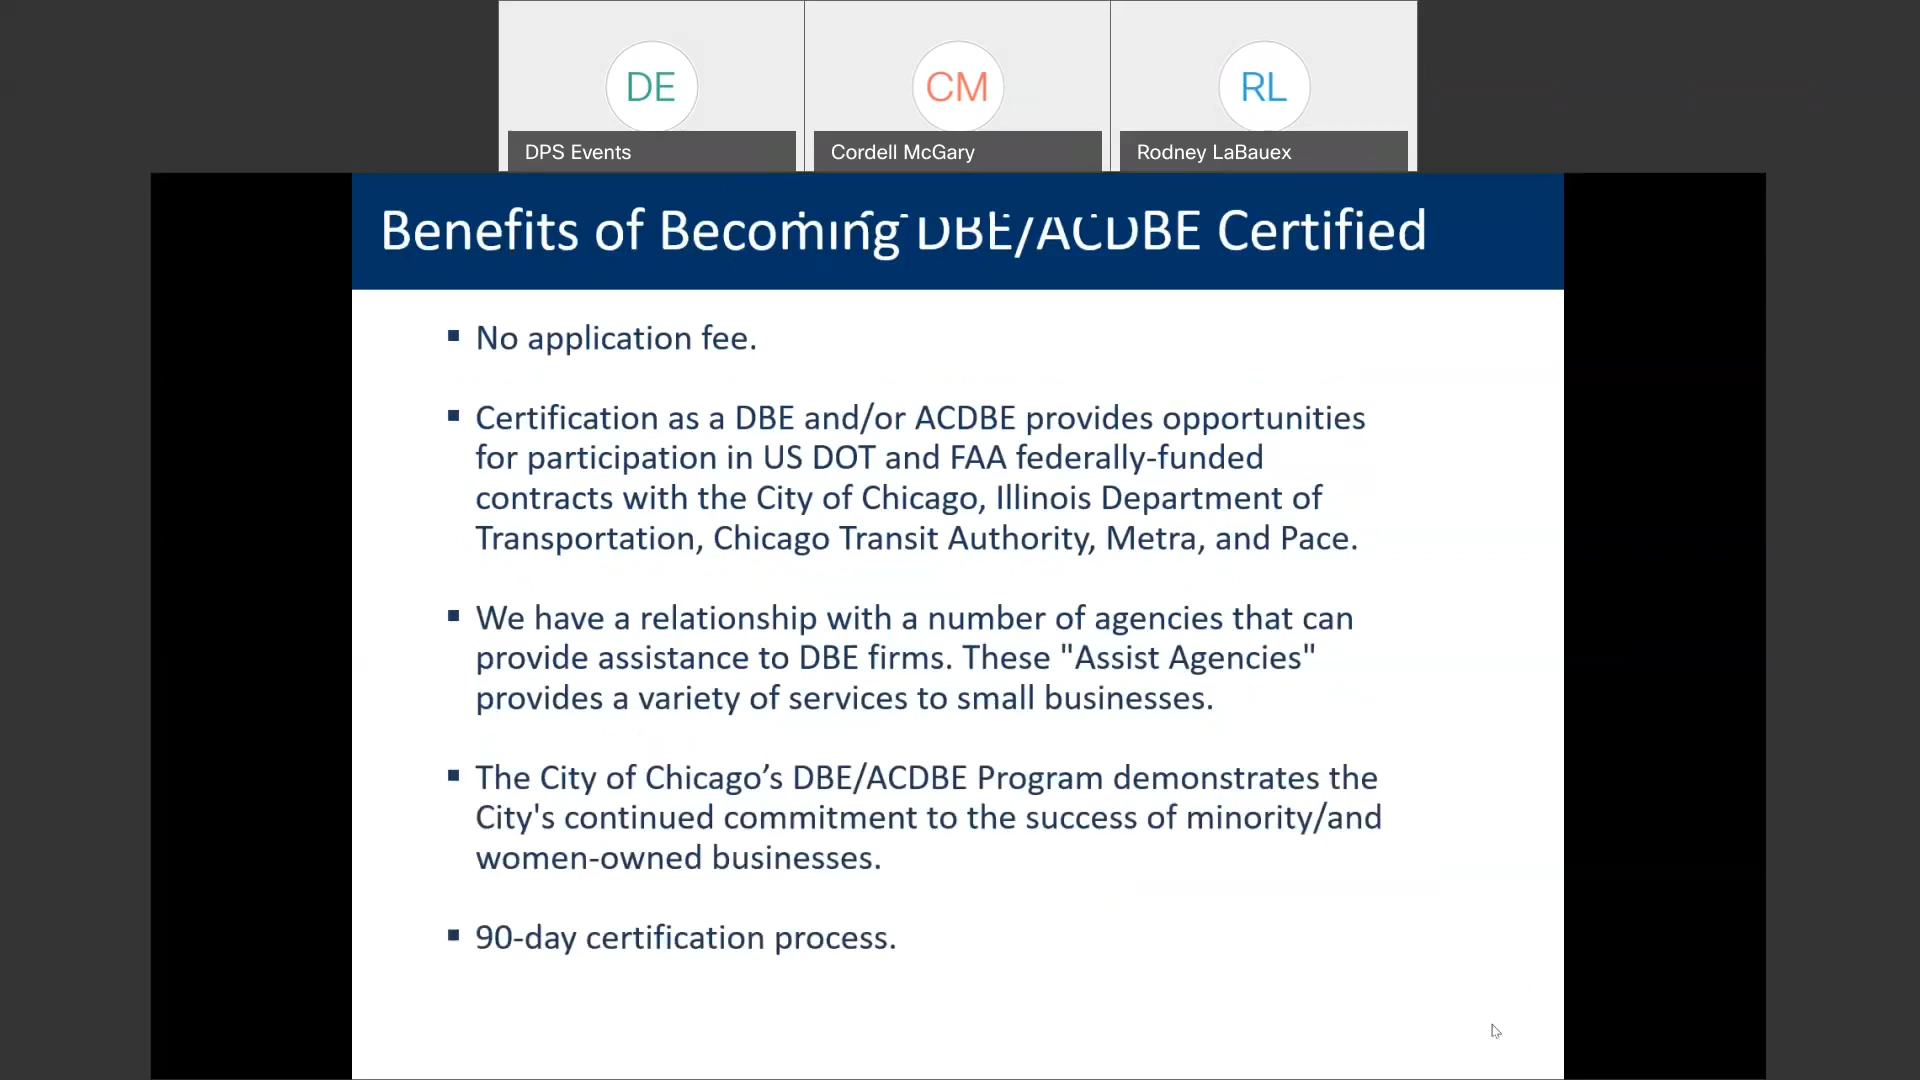 DE
CM
RL
DPS Events
Cordell McGary
Rodney LaBauex
Benefits of Becoming DBE/ACDBE Certified
▪ No application fee.
▪ Certification as a DBE and/or ACDBE provides opportunities
for participation in US DOT and FAA federally-funded
contracts with the City of Chicago, Illinois Department of
Transportation, Chicago Transit Authority, Metra, and Pace.
▪ We have a relationship with a number of agencies that can
provide assistance to DBE firms. These "Assist Agencies"
provides a variety of services to small businesses.
▪ The City of Chicago’s DBE/ACDBE Program demonstrates the
City's continued commitment to the success of minority/and
women-owned businesses.
▪ 90-day certification process.